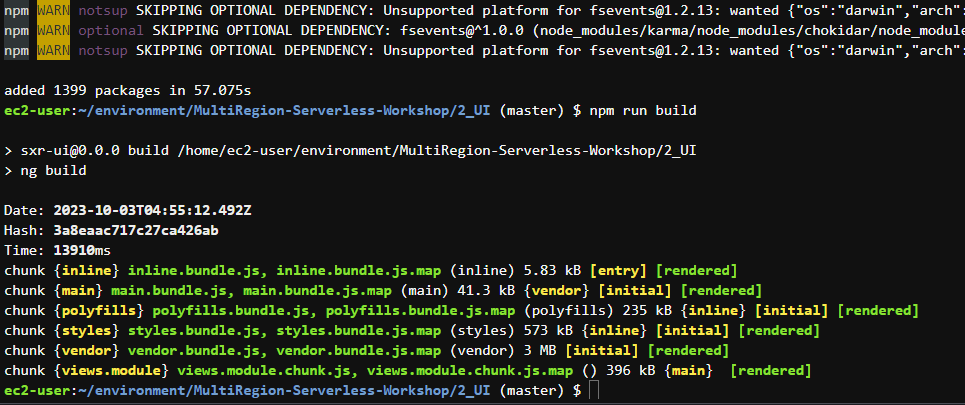 npm WARN notsup SKIPPING OPTIONAL DEPENDENCY: Unsupported platform for fsevents@1.2.13: wanted {"os":"darwin","arch":
npm WARN optional SKIPPING OPTIONAL DEPENDENCY: fsevents@^1.0.0 (node_modules/karma/node_modules/chokidar/node_module
npm WARN notsup SKIPPING OPTIONAL DEPENDENCY: Unsupported platform for fsevents@1.2.13: wanted {"os":"darwin","arch":
added 1399 packages in 57.075s
ec2-user:~/environment/MultiRegion-Serverless-Workshop/2_UI (master) $ npm run build
> sxr-ui@0.0.0 build /home/ec2-user/environment/MultiRegion-Serverless-Workshop/2_UI
> ng build
Date: 2023-10-03T04:55:12.492Z
Hash: 3a8eaac717c27ca426ab
Time: 13910ms
chunk {inline} inline.bundle.js, inline.bundle.js.map (inline) 5.83 kB [entry] [rendered]
chunk {main} main.bundle.js, main.bundle.js.map (main) 41.3 kB {vendor} [initial] [rendered]
chunk {polyfills} polyfills.bundle.js, polyfills.bundle.js.map (polyfills) 235 kB {inline} [initial] [rendered]
chunk {styles} styles.bundle.js, styles.bundle.js.map (styles) 573 kB {inline} [initial] [rendered]
chunk {vendor} vendor.bundle.js, vendor.bundle.js.map (vendor) 3 MB [initial] [rendered]
chunk {views.module} views.module.chunk.js, views.module.chunk.js.map () 396 kB {main}  [rendered]
ec2-user:~/environment/MultiRegion-Serverless-Workshop/2_UI (master) $